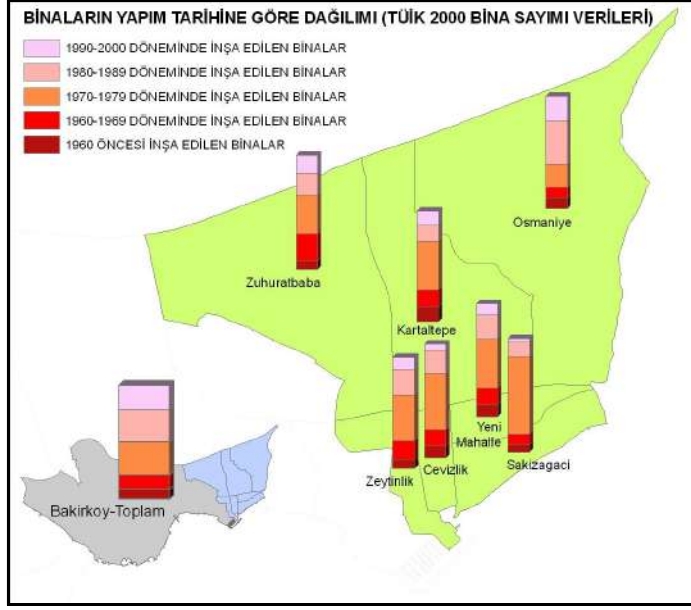 BİNALARIN YAPIM TARİHİNE GÖRE DAĞILIMI (TÜİK 2000 BİNA SAYIMI VERİLERİ)
1990-2000 DÖNEMİNDE İNŞA EDİLEN BİNALAR
1980-1989 DÖNEMİNDE İNŞA EDİLEN BİNALAR
1970-1979 DÖNEMİNDE İNŞA EDİLEN BİNALAR
1960-1969 DÖNEMİNDE İNŞA EDİLEN BİNALAR
1960 ÖNCESİ İNŞA EDİLEN BİNALAR
Osmaniye
Zuhuratbaba
Kartaltepe
Yeni
Mahalle
Sakizagaci
Cevizlik
Zeytinlik
Bakirkoy-Toplam